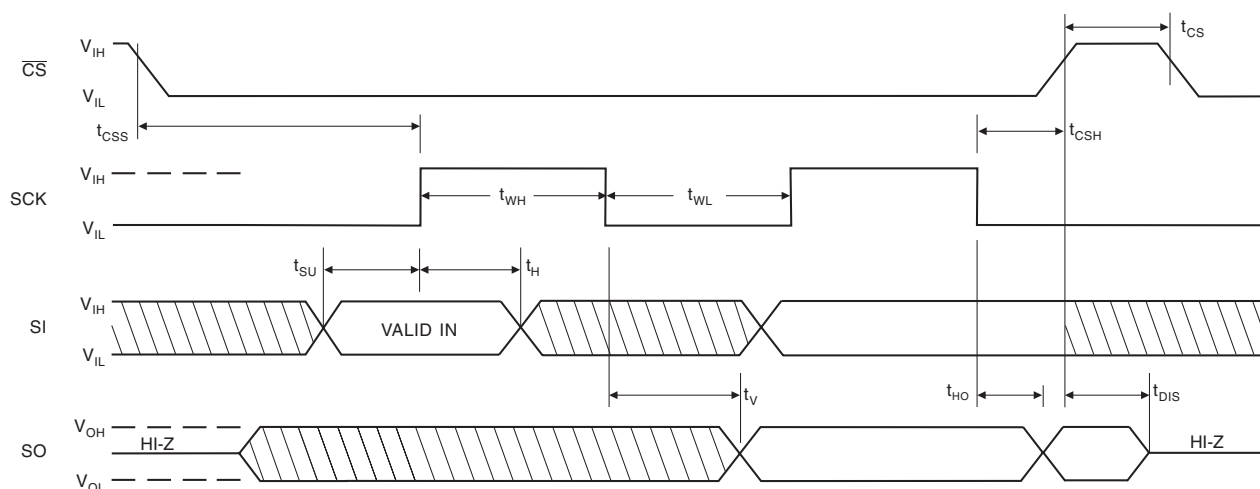 V_IH
t_CS
CS
V_IL
t_CSS
t_CSH
V_IH
SCK
t_WH
t_WL
V_IL
t_SU
t_H
V_IH
SI
VALID IN
V_IL
t_V
t_HO
t_DIS
V_OH
SO
HI-Z
HI-Z
V_OL